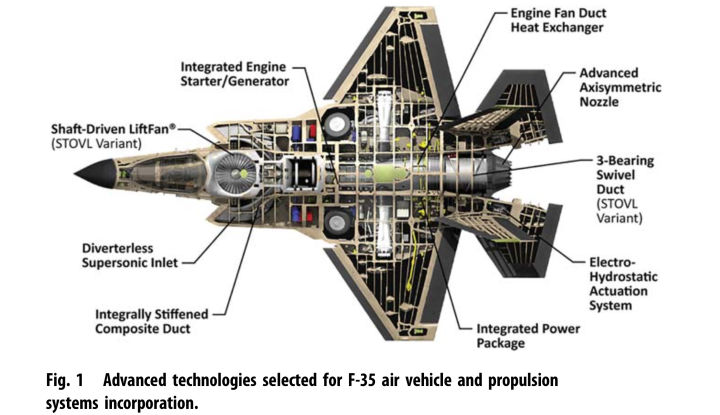 Engine Fan Duct
Heat Exchanger
Integrated Engine
Starter/Generator
Advanced
Axisymmetric
Nozzle
Shaft-Driven LiftFan®
(STOVL Variant)
3-Bearing
Swivel
Duct
(STOVL
Variant)
Diverterless
Supersonic Inlet
Electro-
Hydrostatic
Actuation
System
Integrally Stiffened
Composite Duct
Integrated Power
Package
Fig. 1 Advanced technologies selected for F-35 air vehicle and propulsion
systems incorporation.